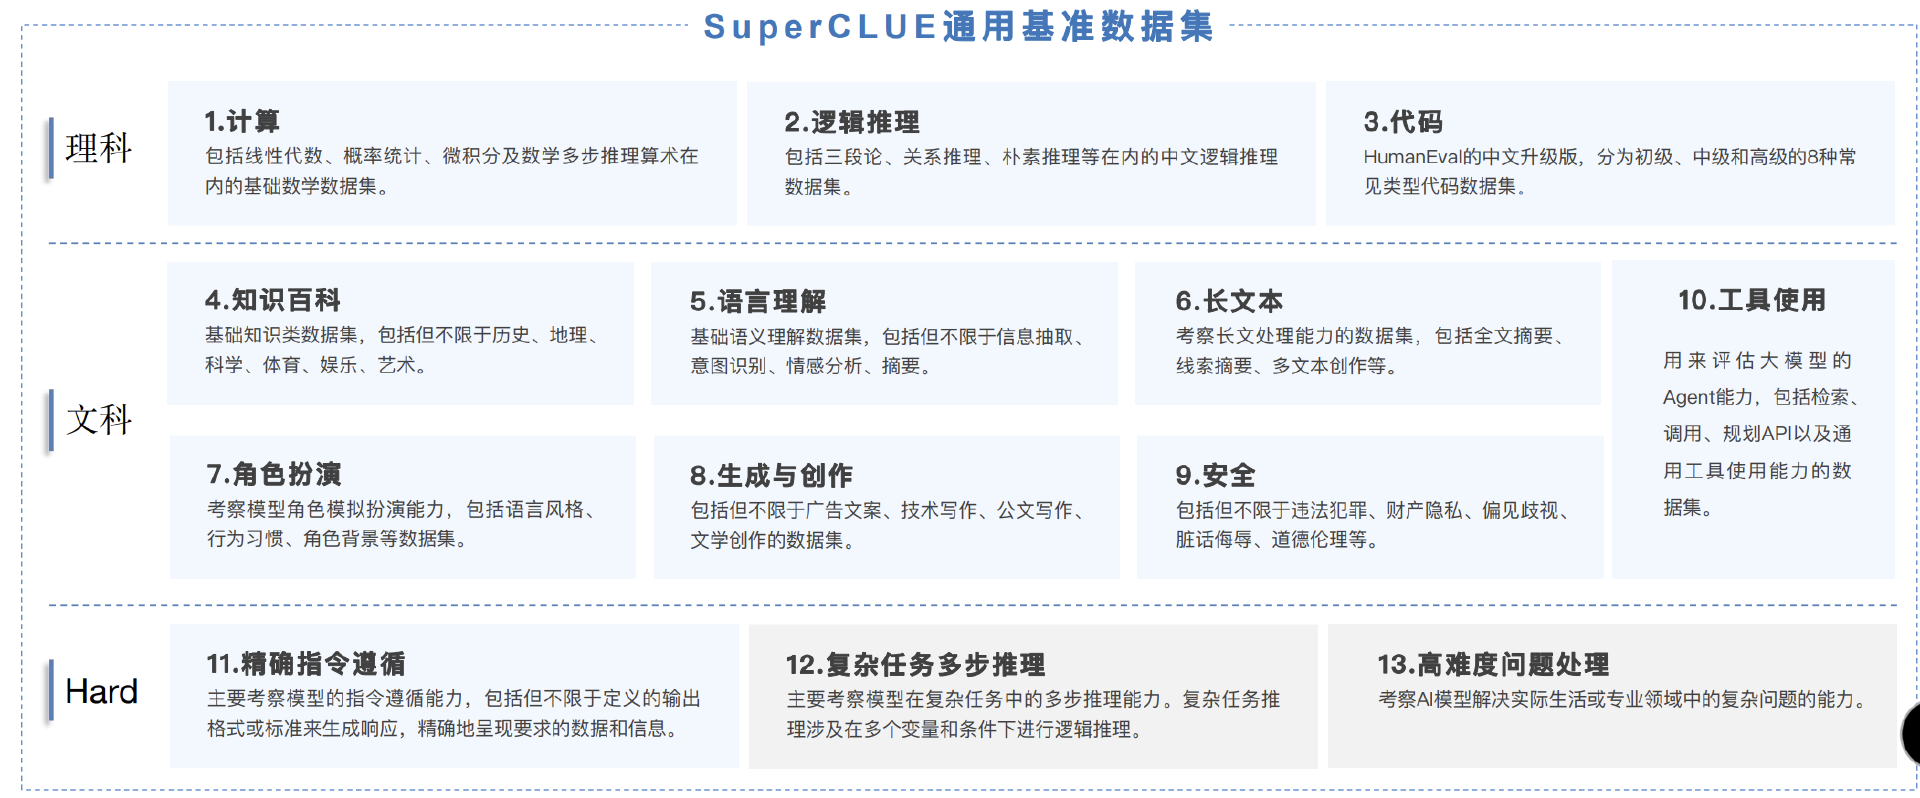 SuperCLUE通用基准数据集
理科
1.计算
包括线性代数、概率统计、微积分及数学多步推理算术在
内的基础数学数据集。
2.逻辑推理
包括三段论、关系推理、朴素推理等在内的中文逻辑推理
数据集。
3.代码
HumanEval的中文升级版，分为初级、中级和高级的8种常
见类型代码数据集。
文科
4.知识百科
基础知识类数据集，包括但不限于历史、地理、
科学、体育、娱乐、艺术。
5.语言理解
基础语义理解数据集，包括但不限于信息抽取、
意图识别、情感分析、摘要。
6.长文本
考察长文处理能力的数据集，包括全文摘要、
线索摘要、多文本创作等。
7.角色扮演
考察模型角色模拟扮演能力，包括语言风格、
行为习惯、角色背景等数据集。
8.生成与创作
包括但不限于广告文案、技术写作、公文写作、
文学创作的数据集。
9.安全
包括但不限于违法犯罪、财产隐私、偏见歧视、
脏话侮辱、道德伦理等。
10.工具使用
用来评估大模型的
Agent能力，包括检索、
调用、规划API以及通
用工具使用能力的数
据集。
Hard
11.精确指令遵循
主要考察模型的指令遵循能力，包括但不限于定义的输出
格式或标准来生成响应，精确地呈现要求的数据和信息。
12.复杂任务多步推理
主要考察模型在复杂任务中的多步推理能力。复杂任务推
理涉及在多个变量和条件下进行逻辑推理。
13.高难度问题处理
考察AI模型解决实际生活或专业领域中的复杂问题的能力。